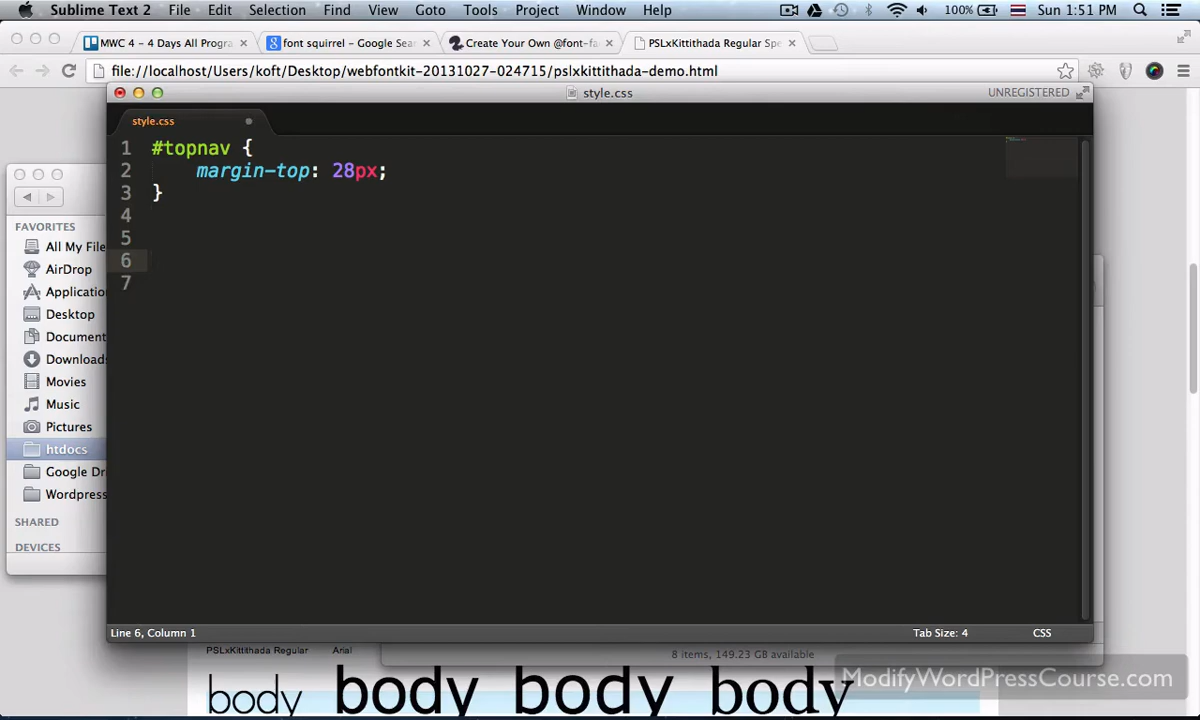 Sublime Text 2 File Edit Selection Find View Goto Tools Project Window Help 100% Sun 1:51 PM
MWC 4 – 4 Days All Progra font squirrel – Google Sear Create Your Own @font-fa PSLxKittithada Regular Spe
file://localhost/Users/koft/Desktop/webfontkit-20131027-024715/pslxkittithada-demo.html
style.css UNREGISTERED
style.css
1 #topnav {
2 margin-top: 28px;
3 }
4
5
6
7
FAVORITES
All My File
AirDrop
Applicatio
Desktop
Document
Downloads
Movies
Music
Pictures
htdocs
Google Dr
Wordpress
SHARED
DEVICES
Line 6, Column 1 Tab Size: 4 CSS
PSLxKittithada Regular Arial
8 items, 149.23 GB available
body body body body
ModifyWordPressCourse.com